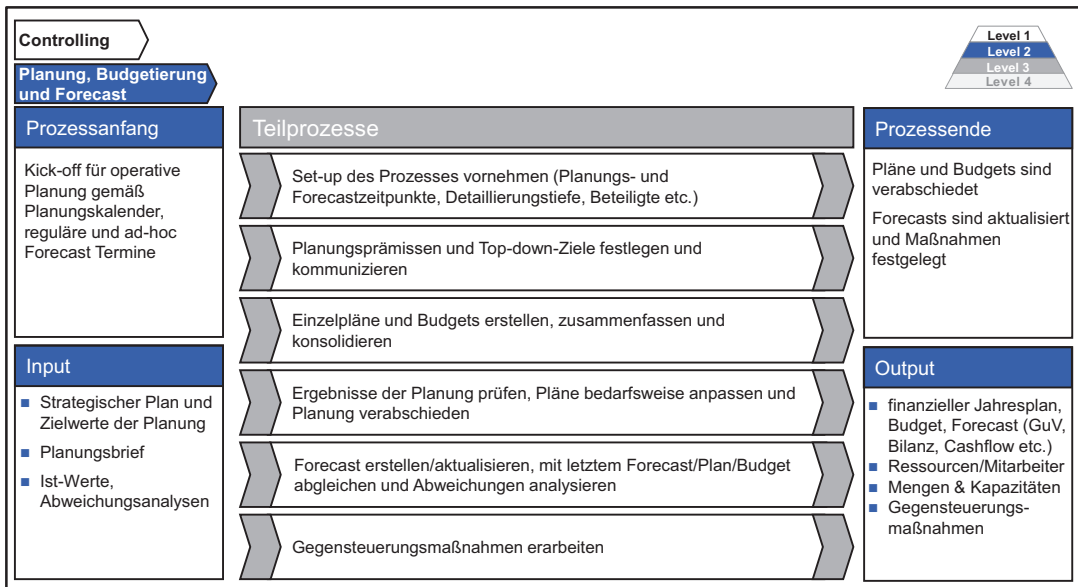 Controlling
Planung, Budgetierung
und Forecast
Level 1
Level 2
Level 3
Level 4
Prozessanfang
Kick-off für operative
Planung gemäß
Planungskalender,
reguläre und ad-hoc
Forecast Termine
Input
Strategischer Plan und
Zielwerte der Planung
Planungsbrief
Ist-Werte,
Abweichungsanalysen
Teilprozesse
Set-up des Prozesses vornehmen (Planungs- und
Forecastzeitpunkte, Detaillierungstiefe, Beteiligte etc.)
Planungsprämissen und Top-down-Ziele festlegen und
kommunizieren
Einzelpläne und Budgets erstellen, zusammenfassen und
konsolidieren
Ergebnisse der Planung prüfen, Pläne bedarfsweise anpassen und
Planung verabschieden
Forecast erstellen/aktualisieren, mit letztem Forecast/Plan/Budget
abgleichen und Abweichungen analysieren
Gegensteuerungsmaßnahmen erarbeiten
Prozessende
Pläne und Budgets sind
verabschiedet
Forecasts sind aktualisiert
und Maßnahmen
festgelegt
Output
finanzieller Jahresplan,
Budget, Forecast (GuV,
Bilanz, Cashflow etc.)
Ressourcen/Mitarbeiter
Mengen & Kapazitäten
Gegensteuerungs-
maßnahmen